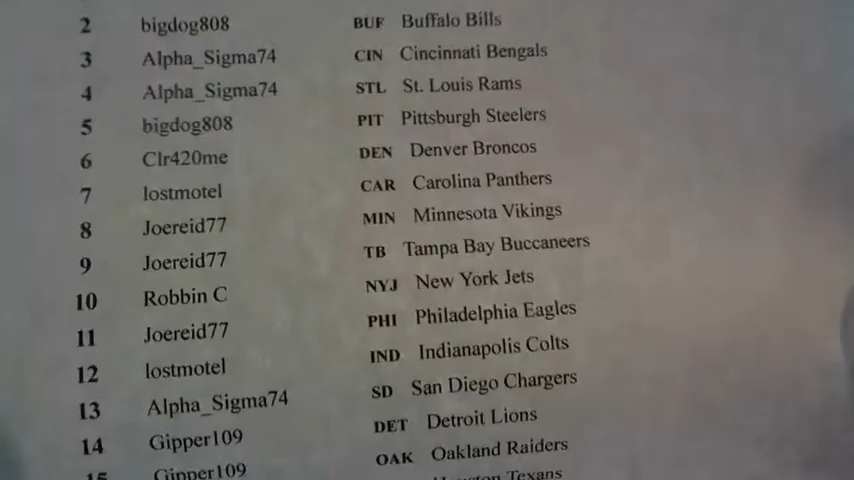 2 bigdog808 BUF Buffalo Bills
3 Alpha_Sigma74 CIN Cincinnati Bengals
4 Alpha_Sigma74 STL St. Louis Rams
5 bigdog808 PIT Pittsburgh Steelers
6 Clr420me DEN Denver Broncos
7 lostmotel CAR Carolina Panthers
8 Joereid77 MIN Minnesota Vikings
9 Joereid77 TB Tampa Bay Buccaneers
10 Robbin C NYJ New York Jets
11 Joereid77 PHI Philadelphia Eagles
12 lostmotel IND Indianapolis Colts
13 Alpha_Sigma74 SD San Diego Chargers
14 Gipper109 DET Detroit Lions
15 Gipper109 OAK Oakland Raiders
Texans